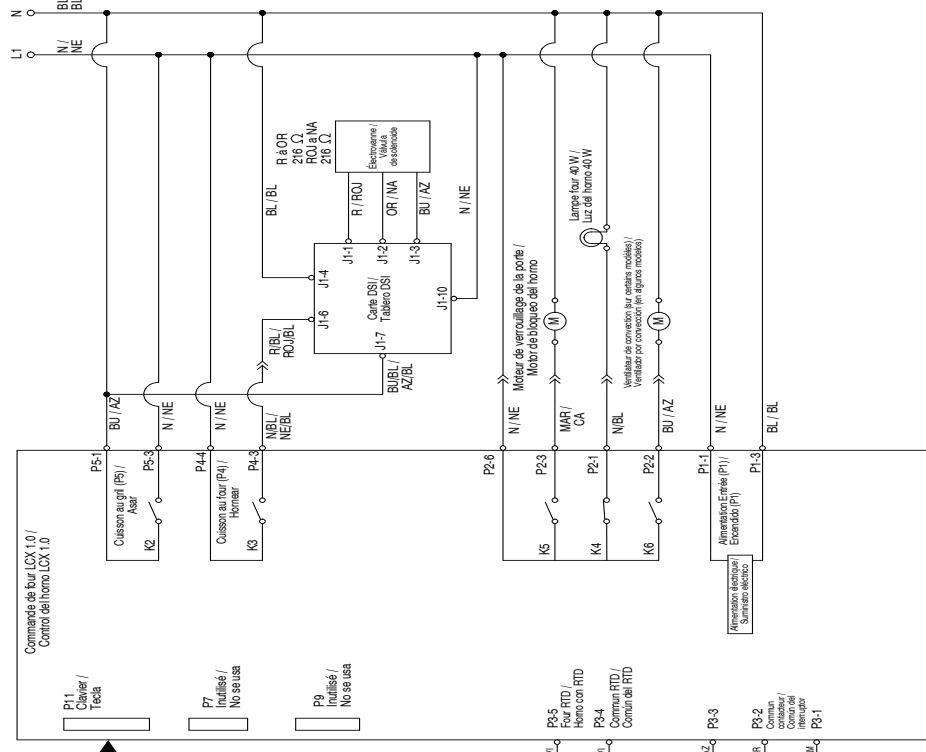 N
BL
BL
L1
N /
NE
R à OR
216 Ω
ROJ a NA
216 Ω
Électrovanne /
Válvula
de solenoide
BL / BL
R / ROJ
OR / NA
BU / AZ
N / NE
J1-1
J1-2
J1-3
J1-4
J1-6
J1-7
J1-10
Carte DSI /
Tablero DSI
R/BL /
ROJ/BL
BU/BL /
AZ/BL
Moteur de verrouillage de la porte /
Motor de bloqueo del horno
M
Lampe four 40 W /
Luz del horno 40 W
Ventilateur de convection (sur certains modèles) /
Ventilador por convección (en algunos modelos)
M
BU / AZ
N / NE
N / NE
N/BL /
NE/BL
N / NE
MAR /
CA
N/BL
BU / AZ
N / NE
BL / BL
P5-1
P5-3
P4-4
P4-3
P2-6
P2-3
P2-1
P2-2
P1-1
P1-3
Cuisson au gril (P5) /
Asar
K2
Cuisson au four (P4) /
Hornear
K3
K5
K4
K6
Alimentation Entrée (P1) /
Encendido (P1)
Alimentation électrique /
Suministro eléctrico
Commande de four LCX 1.0 /
Control del horno LCX 1.0
P11
Clavier /
Tecla
P7
Inutilisé /
No se usa
P9
Inutilisé /
No se usa
P3-5
Four RTD /
Horno con RTD
P3-4
Commun RTD /
Común del RTD
P3-3
P3-2
Commun
contacteur /
Común del
interruptor
P3-1
VI
VI
AZ
R
M